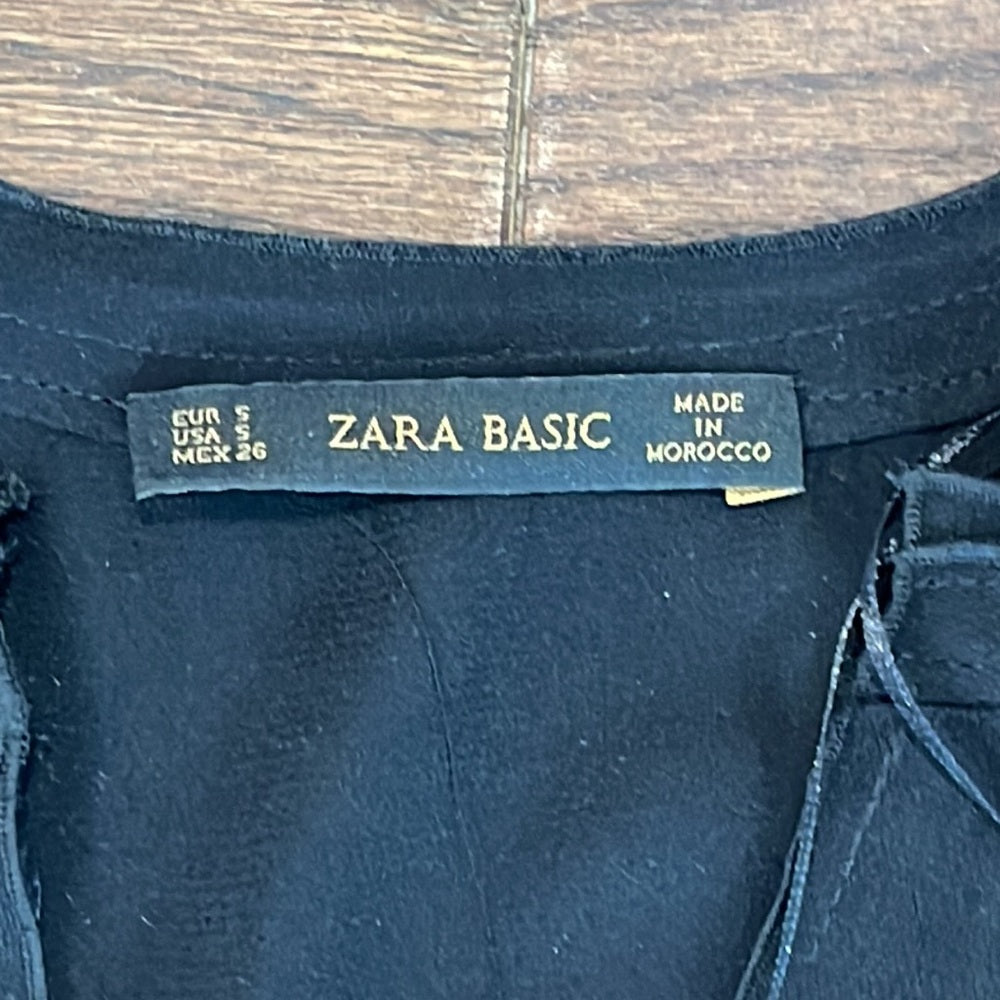 EUR S
USA S
MEX 26
ZARA BASIC
MADE
IN
MOROCCO